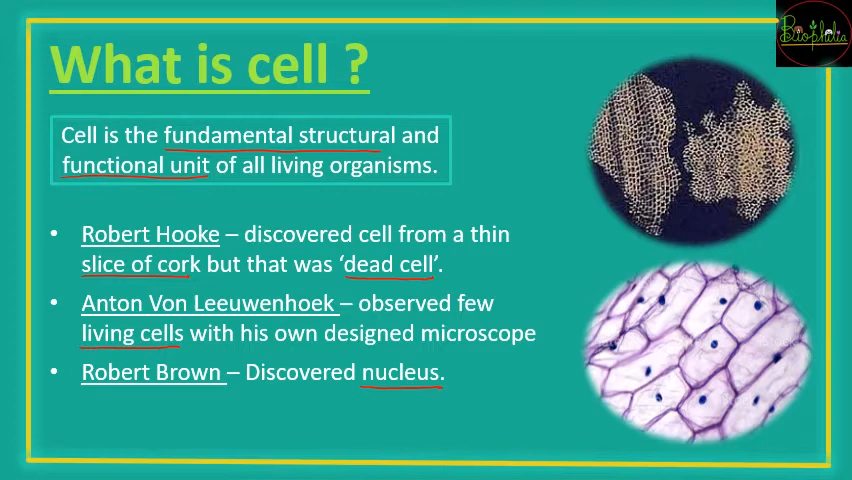 Biophilia
What is cell ?
Cell is the fundamental structural and
functional unit of all living organisms.
• Robert Hooke – discovered cell from a thin
slice of cork but that was ‘dead cell’.
• Anton Von Leeuwenhoek – observed few
living cells with his own designed microscope
• Robert Brown – Discovered nucleus.